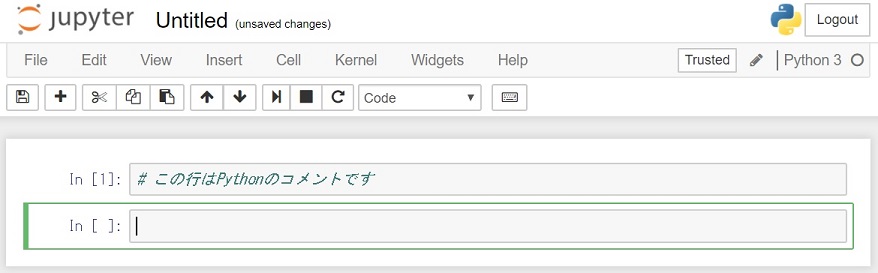 jupyter Untitled (unsaved changes) Logout
File Edit View Insert Cell Kernel Widgets Help Trusted Python 3
Code
In [1]: # この行はPythonのコメントです
In [ ]: